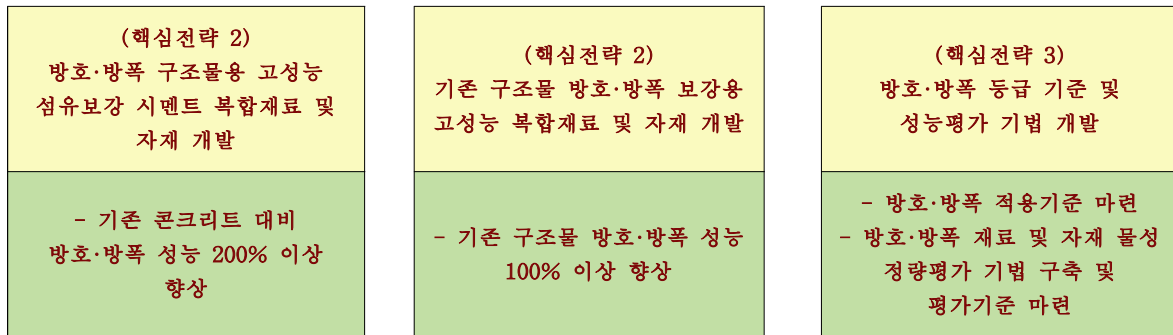 (핵심전략 2)
방호·방폭 구조물용 고성능
섬유보강 시멘트 복합재료 및
자재 개발
- 기존 콘크리트 대비
방호·방폭 성능 200% 이상
향상
(핵심전략 2)
기존 구조물 방호·방폭 보강용
고성능 복합재료 및 자재 개발
- 기존 구조물 방호·방폭 성능
100% 이상 향상
(핵심전략 3)
방호·방폭 등급 기준 및
성능평가 기법 개발
- 방호·방폭 적용기준 마련
- 방호·방폭 재료 및 자재 물성
정량평가 기법 구축 및
평가기준 마련